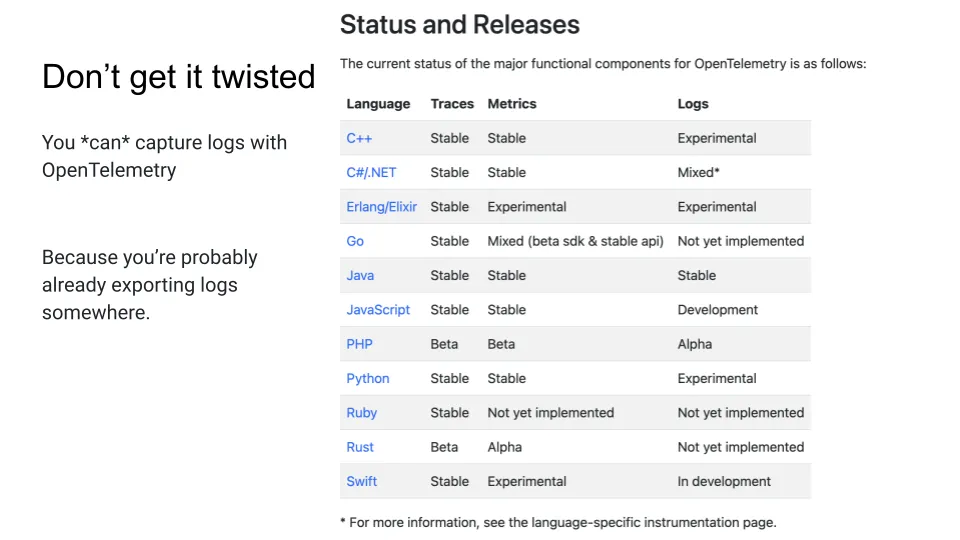 Don’t get it twisted
You *can* capture logs with
OpenTelemetry
Because you’re probably
already exporting logs
somewhere.
Status and Releases
The current status of the major functional components for OpenTelemetry is as follows:
Language Traces Metrics Logs
C++ Stable Stable Experimental
C#/.NET Stable Stable Mixed*
Erlang/Elixir Stable Experimental Experimental
Go Stable Mixed (beta sdk & stable api) Not yet implemented
Java Stable Stable Stable
JavaScript Stable Stable Development
PHP Beta Beta Alpha
Python Stable Stable Experimental
Ruby Stable Not yet implemented Not yet implemented
Rust Beta Alpha Not yet implemented
Swift Stable Experimental In development
* For more information, see the language-specific instrumentation page.